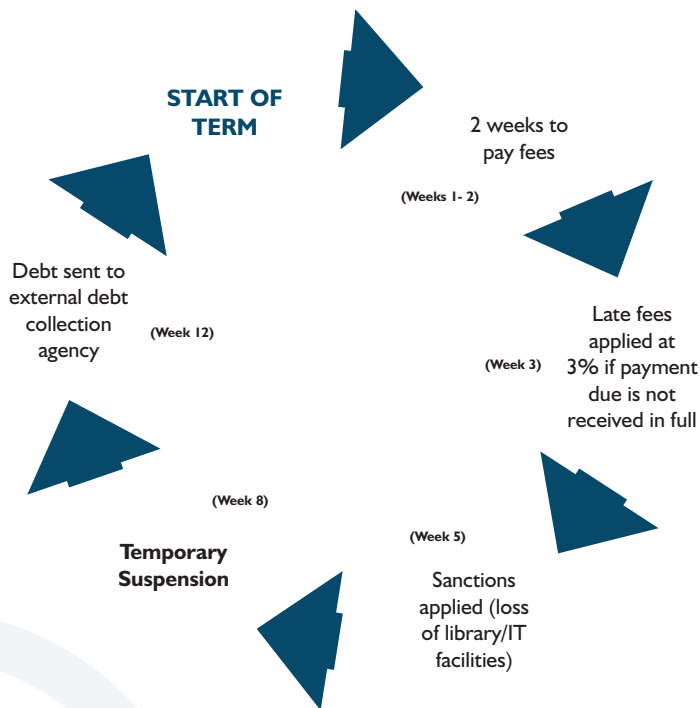 START OF
TERM
2 weeks to
pay fees
(Weeks 1- 2)
Late fees
applied at
3% if payment
due is not
received in full
(Week 3)
(Week 5)
Sanctions
applied (loss
of library/IT
facilities)
(Week 8)
Temporary
Suspension
Debt sent to
external debt
collection
agency
(Week 12)